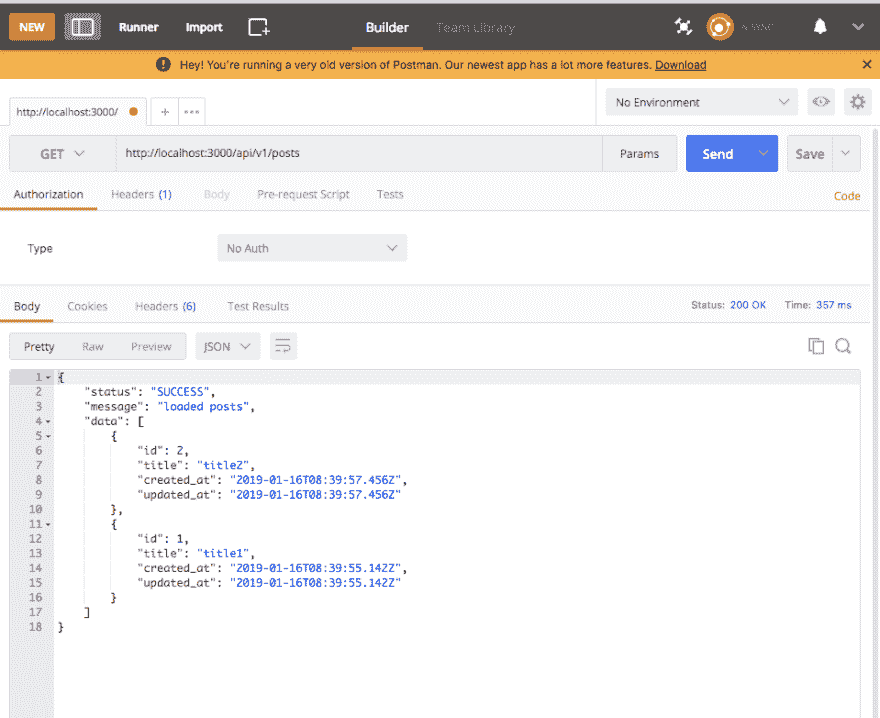 NEW Runner Import Builder Team Library
Hey! You're running a very old version of Postman. Our newest app has a lot more features. Download
http://localhost:3000/ No Environment
GET http://localhost:3000/api/v1/posts Params Send Save
Authorization Headers (1) Body Pre-request Script Tests Code
Type No Auth
Body Cookies Headers (6) Test Results Status: 200 OK Time: 357 ms
Pretty Raw Preview JSON
1 {
2 "status": "SUCCESS",
3 "message": "loaded posts",
4 "data": [
5 {
6 "id": 2,
7 "title": "title2",
8 "created_at": "2019-01-16T08:39:57.456Z",
9 "updated_at": "2019-01-16T08:39:57.456Z"
10 },
11 {
12 "id": 1,
13 "title": "title1",
14 "created_at": "2019-01-16T08:39:55.142Z",
15 "updated_at": "2019-01-16T08:39:55.142Z"
16 }
17 ]
18 }